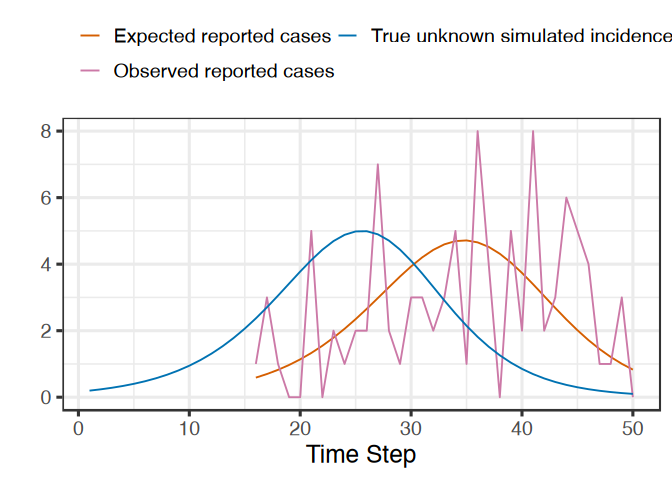 Expected reported cases True unknown simulated incidence
Observed reported cases
8
6
4
2
0
0 10 20 30 40 50
Time Step